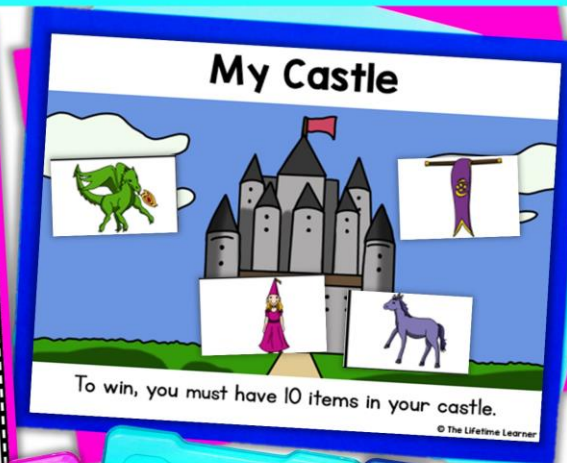 My Castle
To win, you must have 10 items in your castle.
© The Lifetime Learner